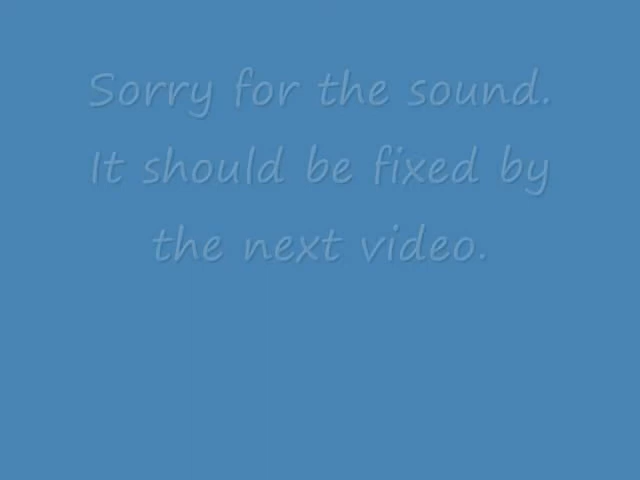 Sorry for the sound.
It should be fixed by
the next video.